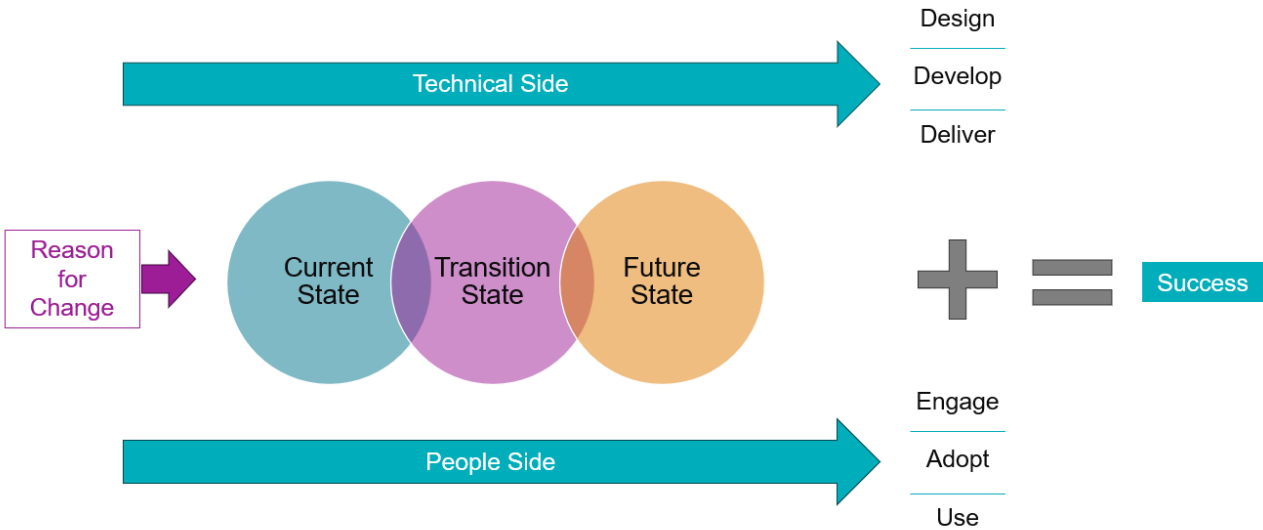 Design
Technical Side
Develop
Deliver
Reason
for
Change
Current
State
Transition
State
Future
State
Success
Engage
People Side
Adopt
Use